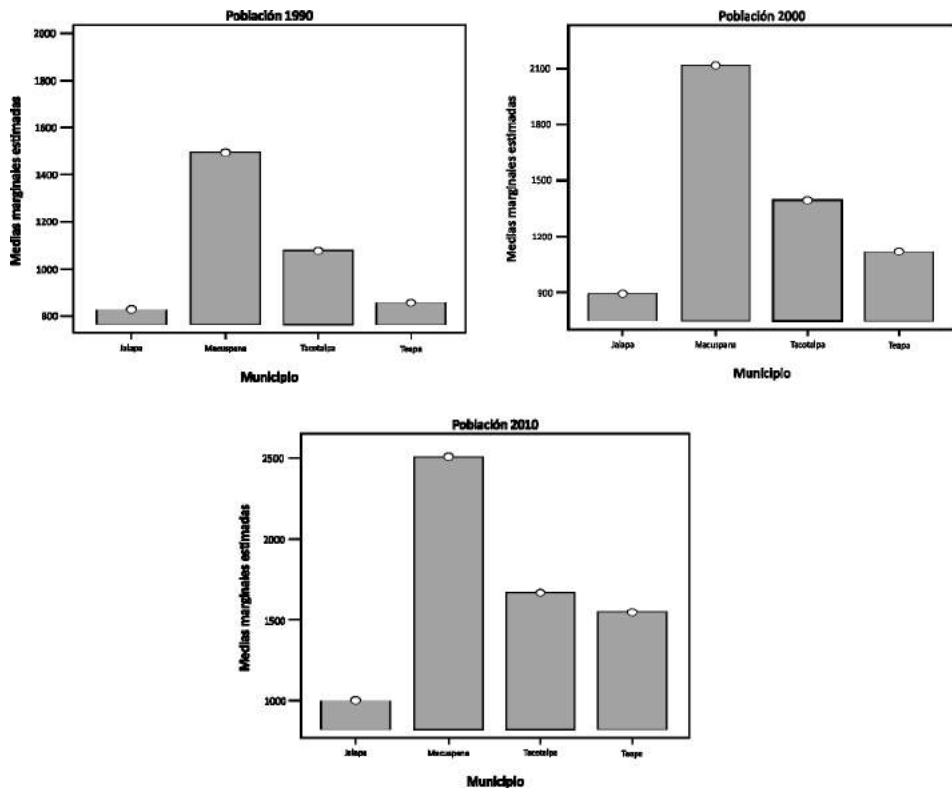 Población 1990
Medias marginales estimadas
2000
1800
1600
1400
1200
1000
800
Jalapa Macuspana Tacotalpa Teapa
Municipio
Población 2000
Medias marginales estimadas
2100
1800
1500
1200
900
Jalapa Macuspana Tacotalpa Teapa
Municipio
Población 2010
Medias marginales estimadas
2500
2000
1500
1000
Jalapa Macuspana Tacotalpa Teapa
Municipio